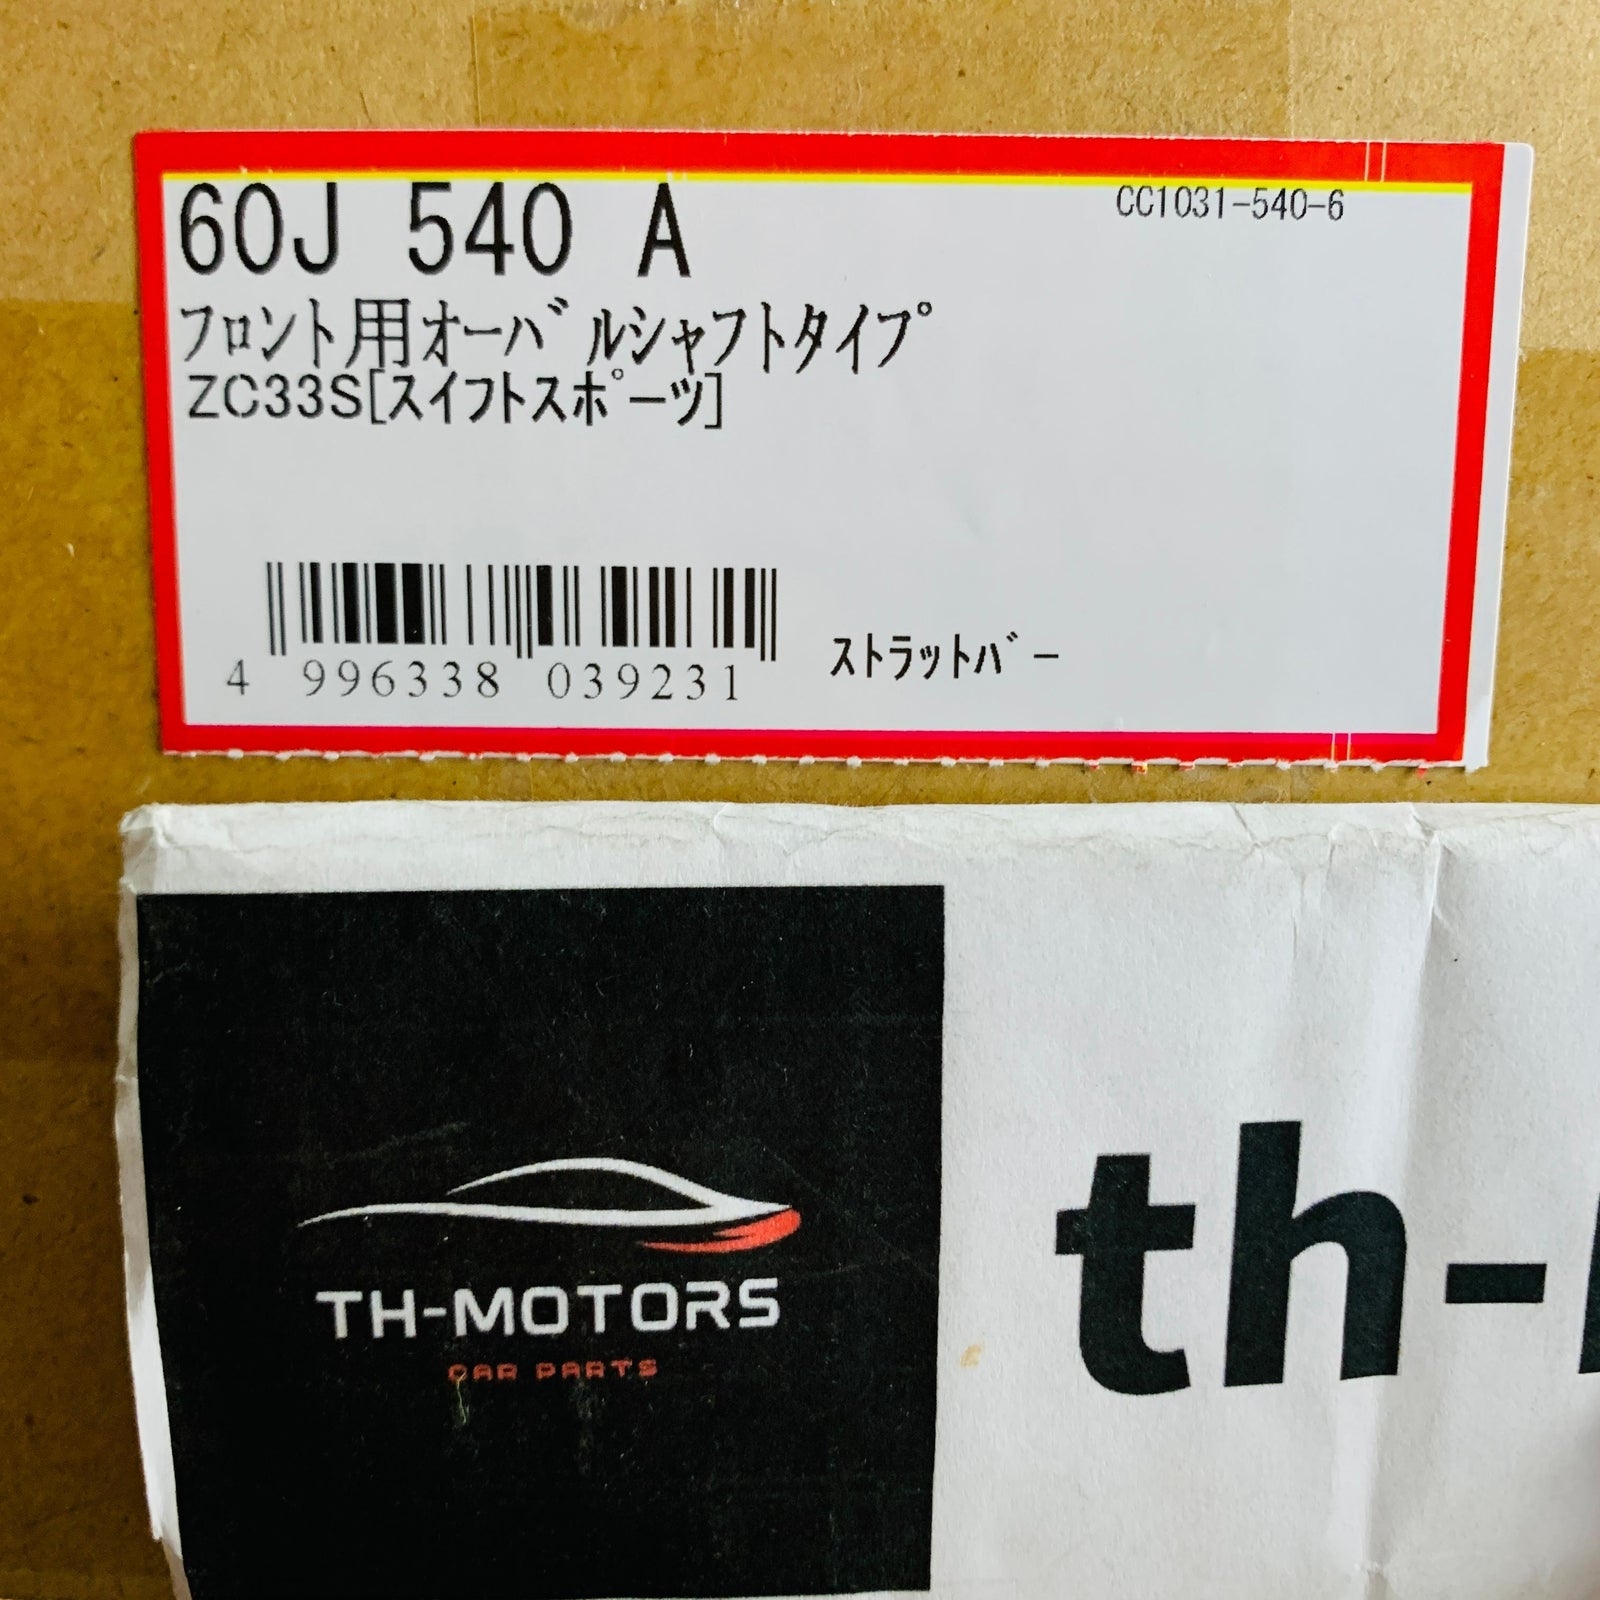 60J 540 A
CC1031-540-6
フロント用オーバルシャフトタイプ
ZC33S[スイフトスポーツ]
4 996338 039231
ストラットバー
TH-MOTORS
CAR PARTS
th-